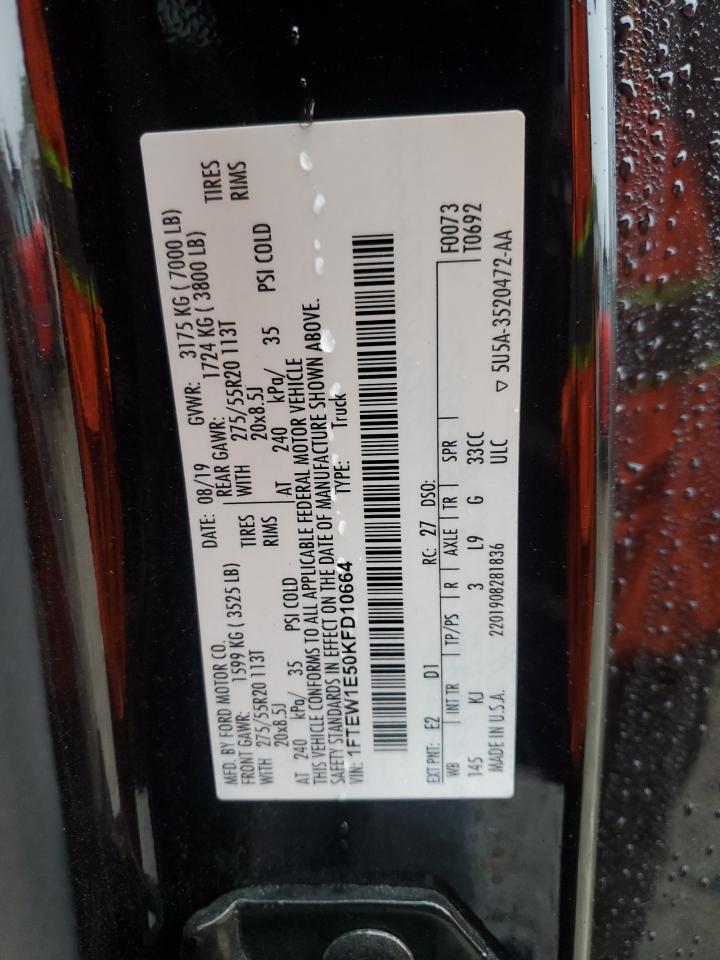 MFD. BY FORD MOTOR CO.
DATE: 08/19 GVWR: 3175 KG ( 7000 LB)
FRONT GAWR: 1599 KG ( 3525 LB) REAR GAWR: 1724 KG ( 3800 LB)
WITH 275/55R20 113T TIRES WITH 275/55R20 113T TIRES
20x8.5J RIMS 20x8.5J RIMS
AT 240 kPa/ 35 PSI COLD AT 240 kPa/ 35 PSI COLD
THIS VEHICLE CONFORMS TO ALL APPLICABLE FEDERAL MOTOR VEHICLE
SAFETY STANDARDS IN EFFECT ON THE DATE OF MANUFACTURE SHOWN ABOVE.
VIN: 1FTEW1E50KFD10664 TYPE: Truck
F0073
T0692
EXT PNT: E2 D1 RC: 27 DSO:
WB INT TR TP/PS R AXLE TR SPR
145 KJ 3 L9 G 33CC
MADE IN U.S.A. 2201908281836 ULC ▽ 5U5A-3520472-AA